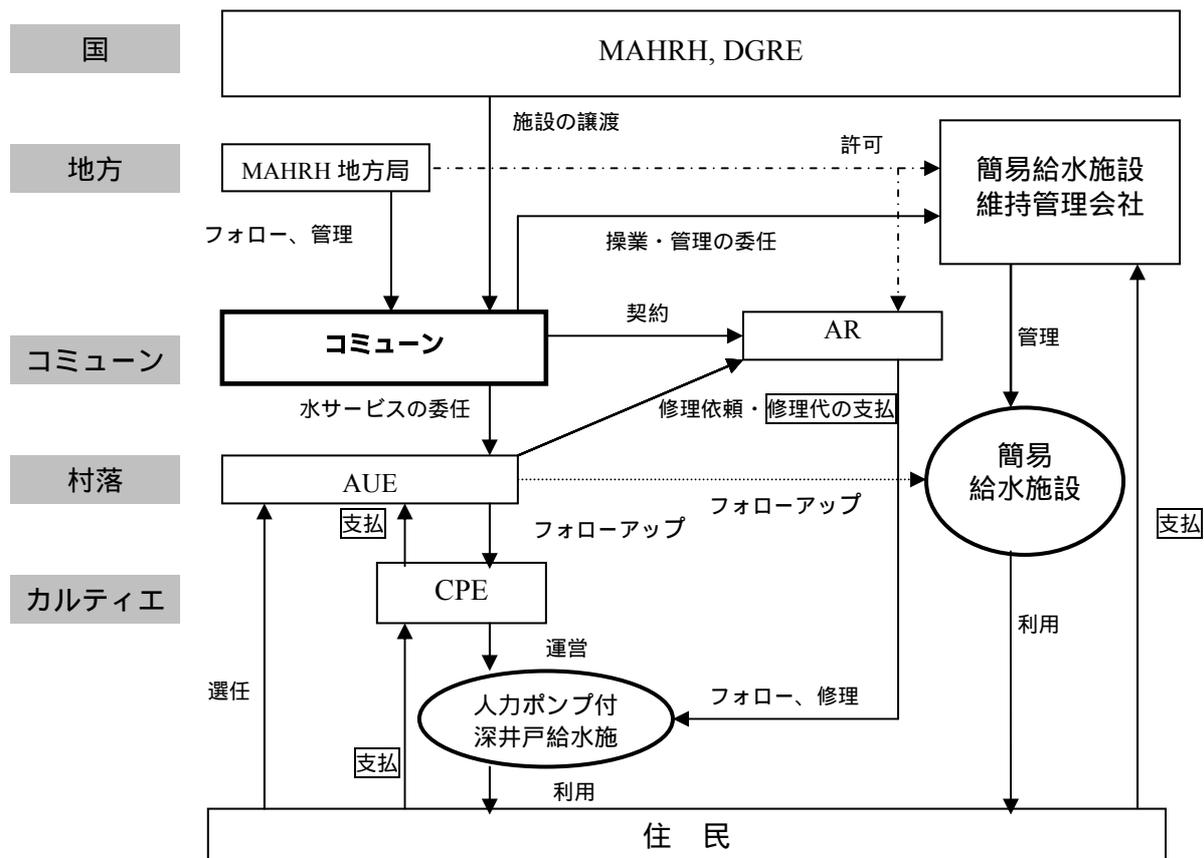 国
MAHRH, DGRE
施設の譲渡
地方
MAHRH 地方局
許可
簡易給水施設
維持管理会社
フォロー、管理
操業・管理の委任
コミューン
コミューン
契約
AR
管理
水サービスの委任
修理依頼・修理代の支払
村落
AUE
簡易
給水施設
支払
フォローアップ
フォローアップ
支払
カルティエ
CPE
運営
利用
選任
人力ポンプ付
深井戸給水施
フォロー、修理
支払
利用
住 民